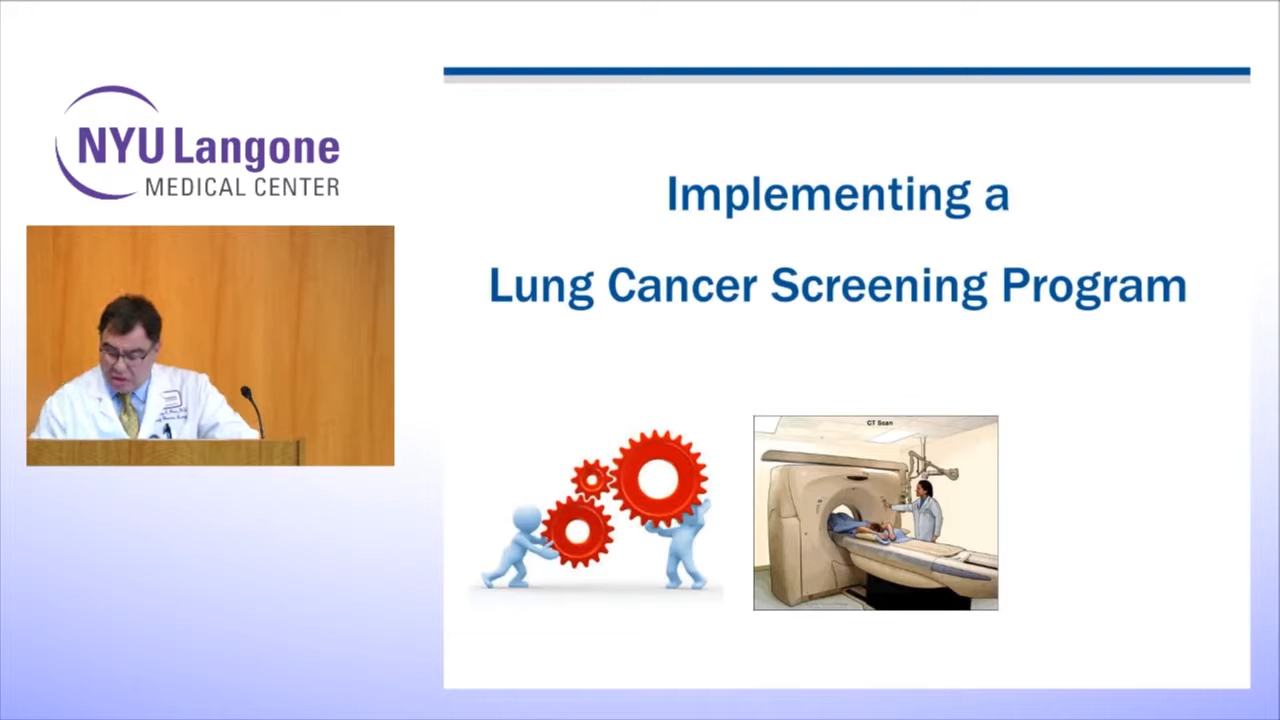 NYU Langone
MEDICAL CENTER
Implementing a
Lung Cancer Screening Program
CT Scan